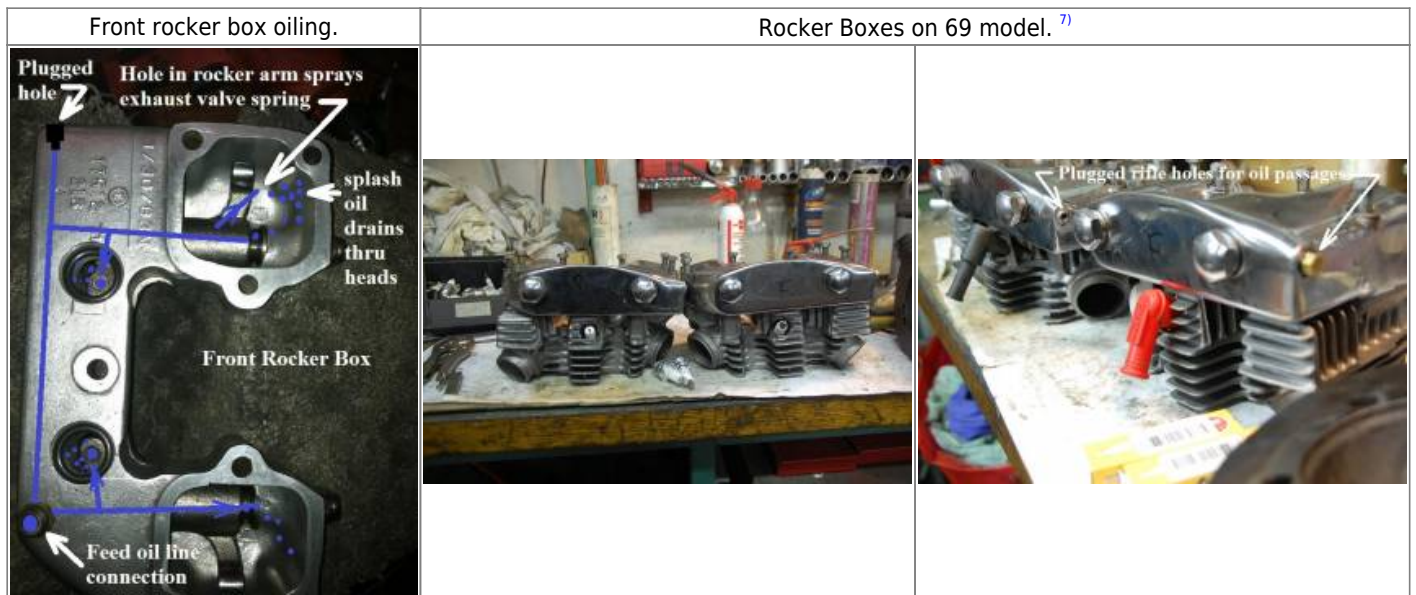 Front rocker box oiling.
Rocker Boxes on 69 model. 7)
Plugged
hole
Hole in rocker arm sprays
exhaust valve spring
splash
oil
drains
thru
heads
Front Rocker Box
Feed oil line
connection
Plugged rifle holes for oil passages